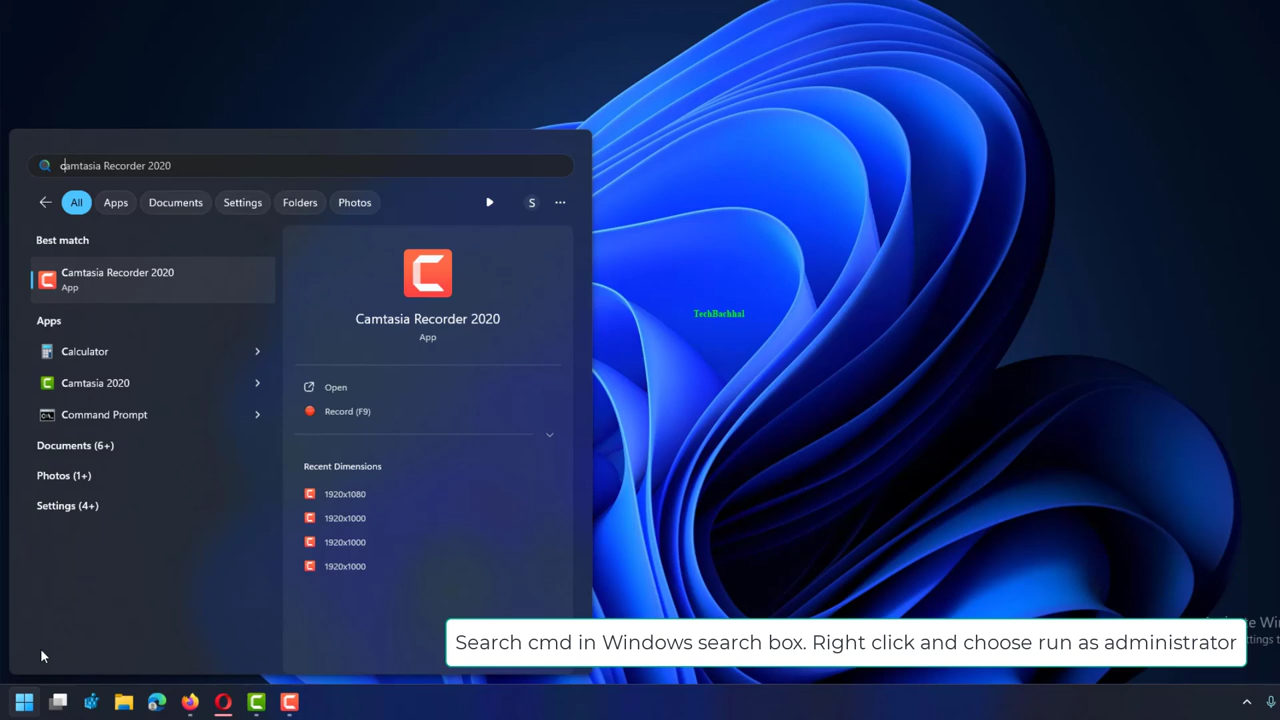 camtasia Recorder 2020
All
Apps
Documents
Settings
Folders
Photos
S
Best match
Camtasia Recorder 2020
App
Apps
Calculator
Camtasia 2020
Command Prompt
Documents (6+)
Photos (1+)
Settings (4+)
Camtasia Recorder 2020
App
Open
Record (F9)
Recent Dimensions
1920x1080
1920x1000
1920x1000
1920x1000
TechBachhal
Search cmd in Windows search box. Right click and choose run as administrator